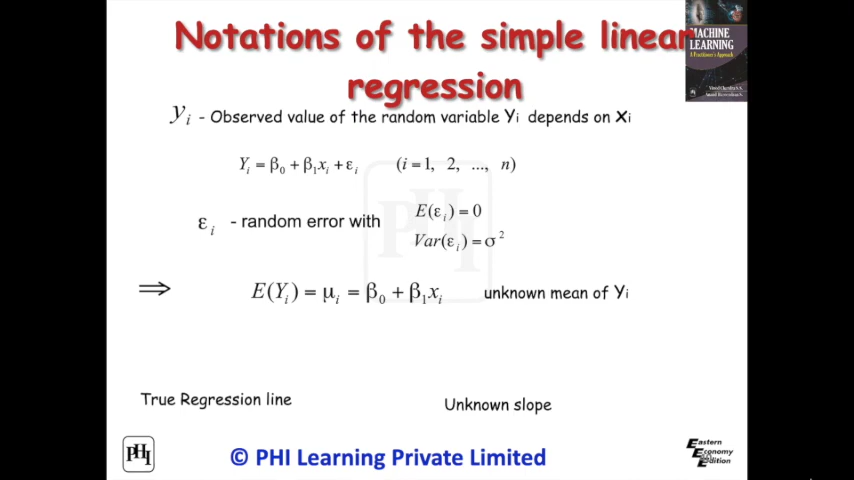 Notations of the simple linear
regression
MACHINE
LEARNING
A Practitioner's Approach
y_i - Observed value of the random variable Y_i depends on x_i
Y_i = β_0 + β_1x_i + ε_i (i = 1, 2, ..., n)
ε_i - random error with
E(ε_i) = 0
Var(ε_i) = σ^2
⟹ E(Y_i) = μ_i = β_0 + β_1x_i unknown mean of Y_i
True Regression line
Unknown slope
PHI
© PHI Learning Private Limited
Eastern
Economy
Edition